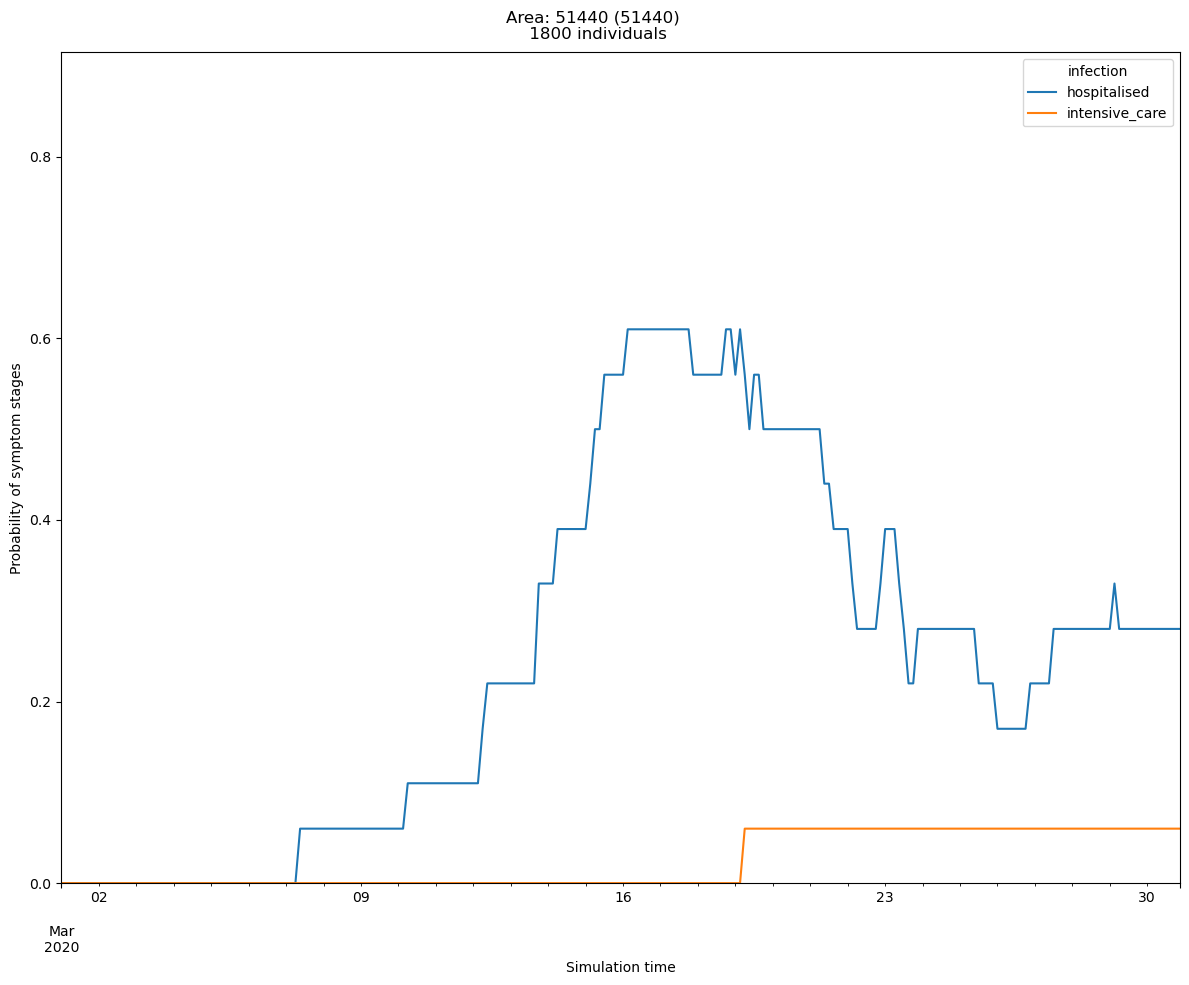 Area: 51440 (51440)
1800 individuals
infection
hospitalised
intensive_care
Probability of symptom stages
0.8
0.6
0.4
0.2
0.0
02
09
16
23
30
Mar
2020
Simulation time